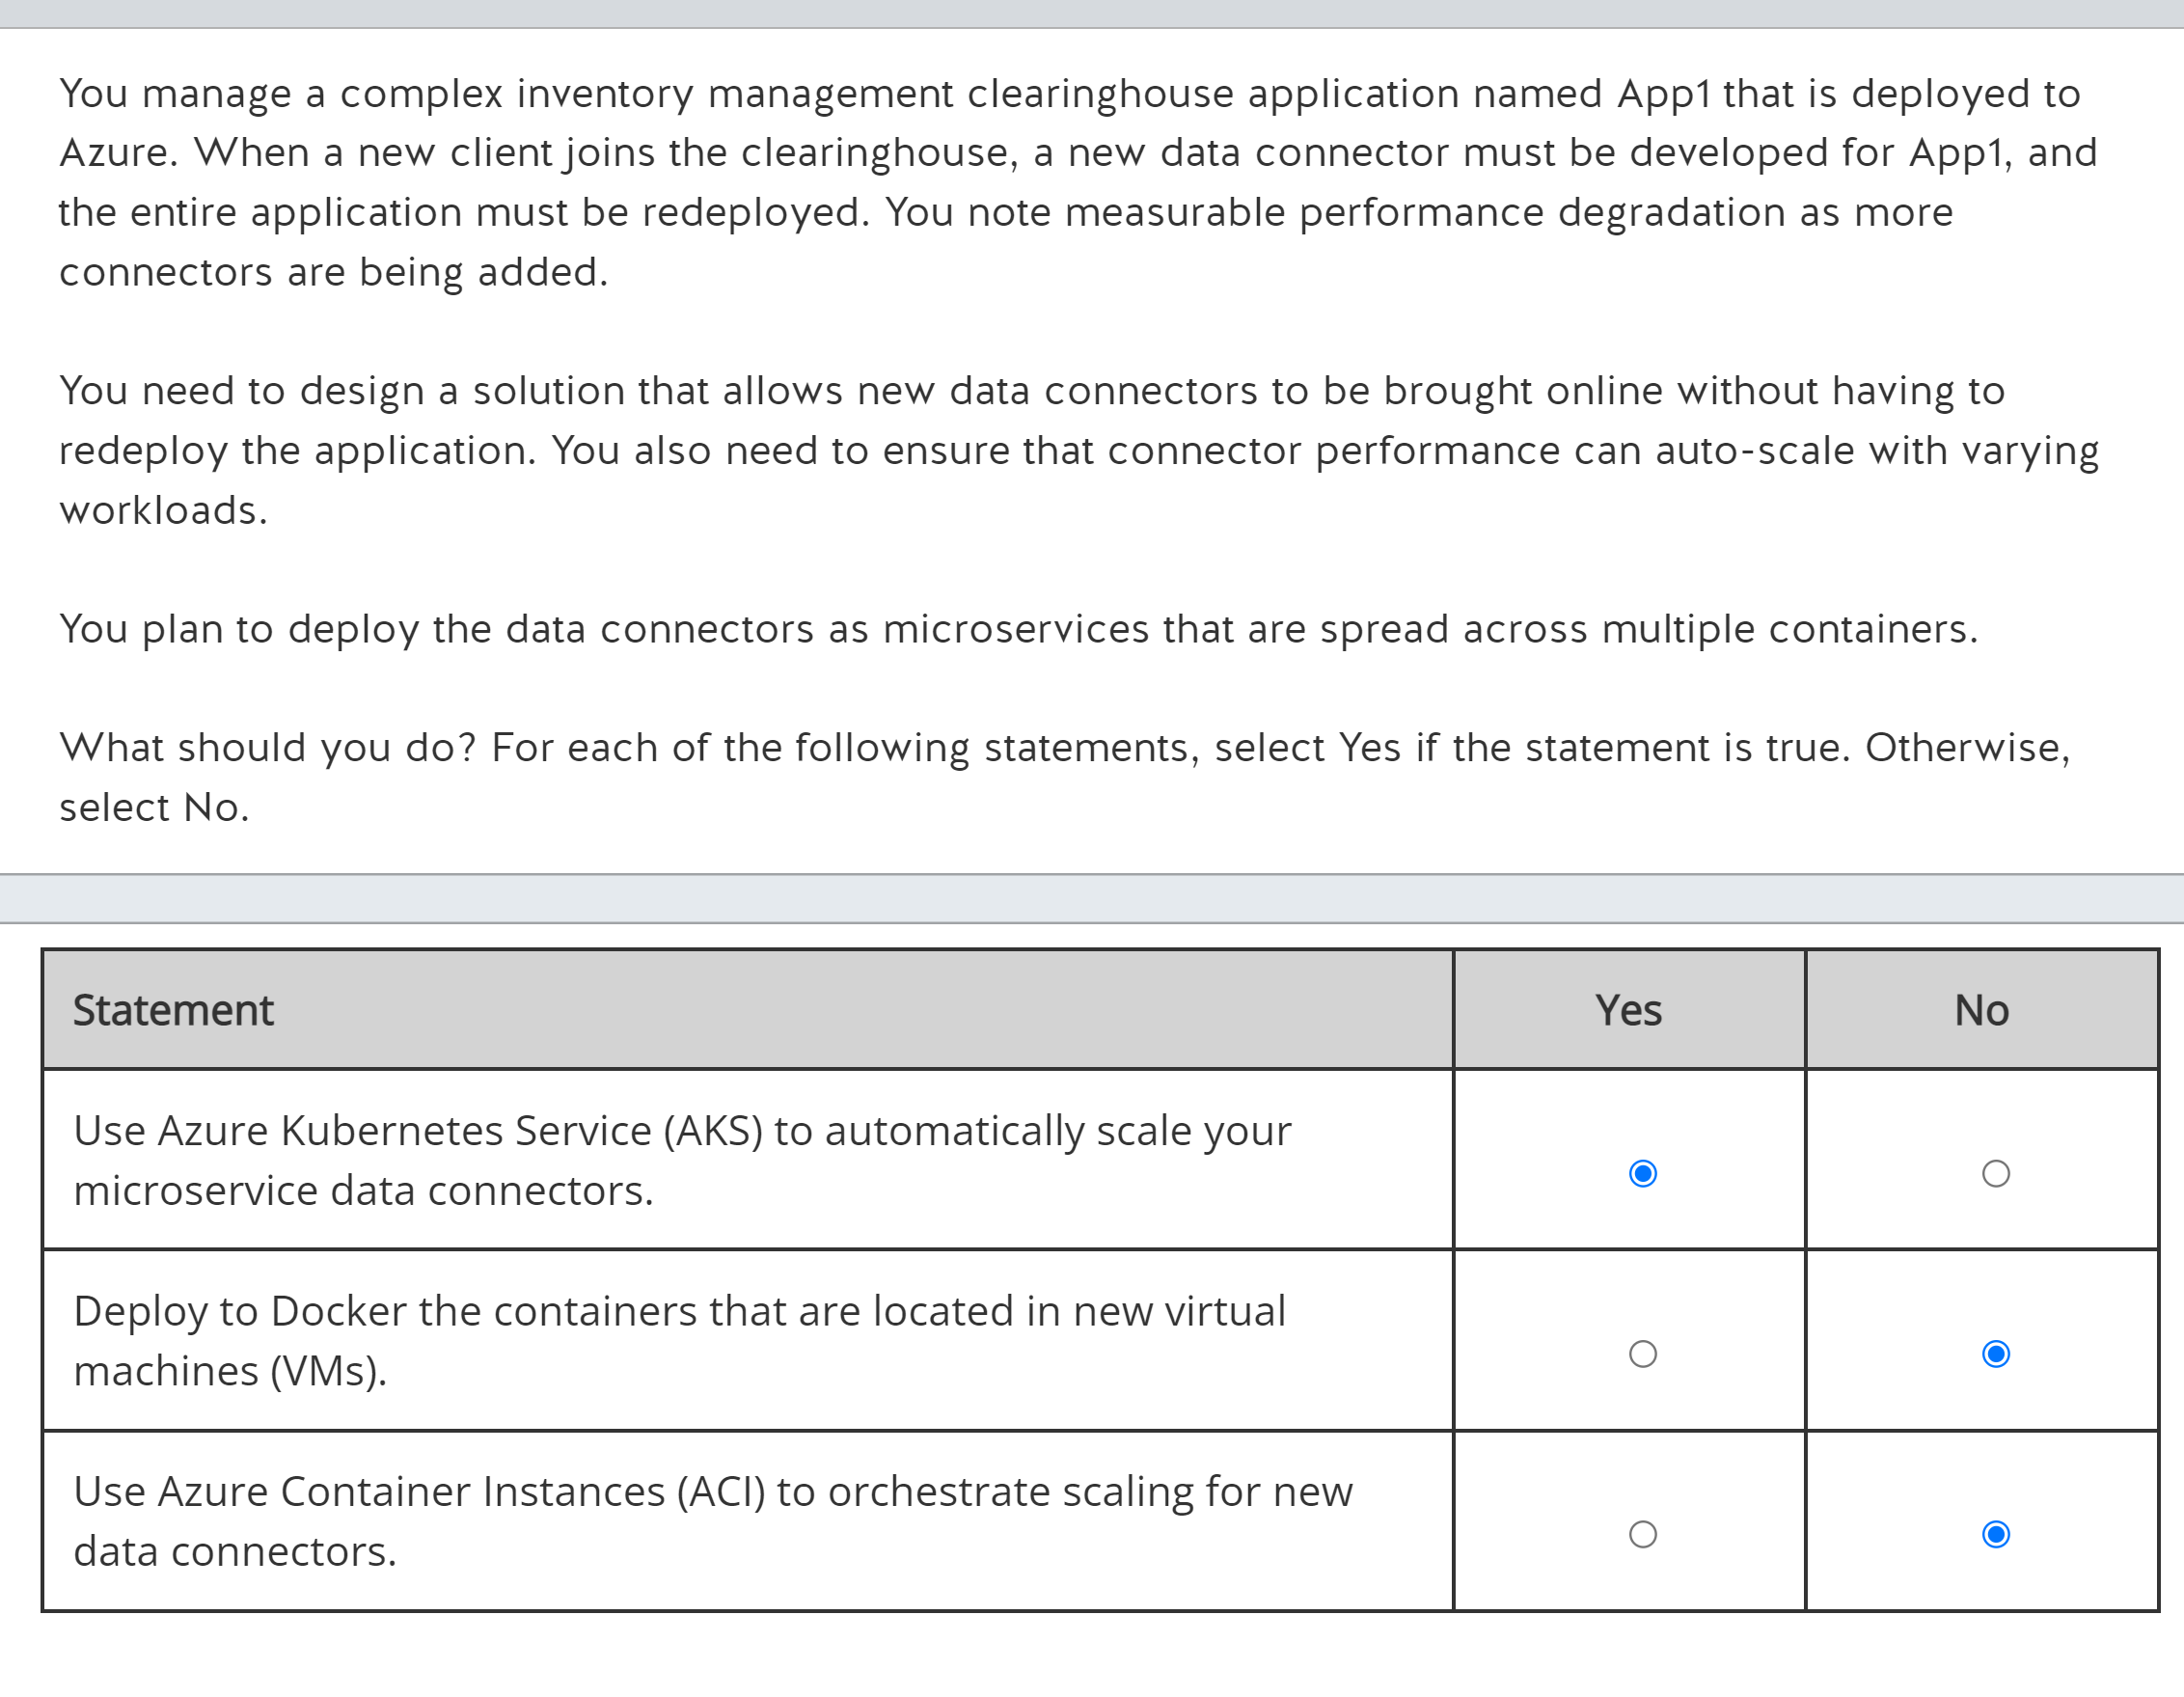 You manage a complex inventory management clearinghouse application named App1 that is deployed to
Azure. When a new client joins the clearinghouse, a new data connector must be developed for App1, and
the entire application must be redeployed. You note measurable performance degradation as more
connectors are being added.
You need to design a solution that allows new data connectors to be brought online without having to
redeploy the application. You also need to ensure that connector performance can auto-scale with varying
workloads.
You plan to deploy the data connectors as microservices that are spread across multiple containers.
What should you do? For each of the following statements, select Yes if the statement is true. Otherwise,
select No.
Statement Yes No
Use Azure Kubernetes Service (AKS) to automatically scale your
microservice data connectors.
Deploy to Docker the containers that are located in new virtual
machines (VMs).
Use Azure Container Instances (ACI) to orchestrate scaling for new
data connectors.